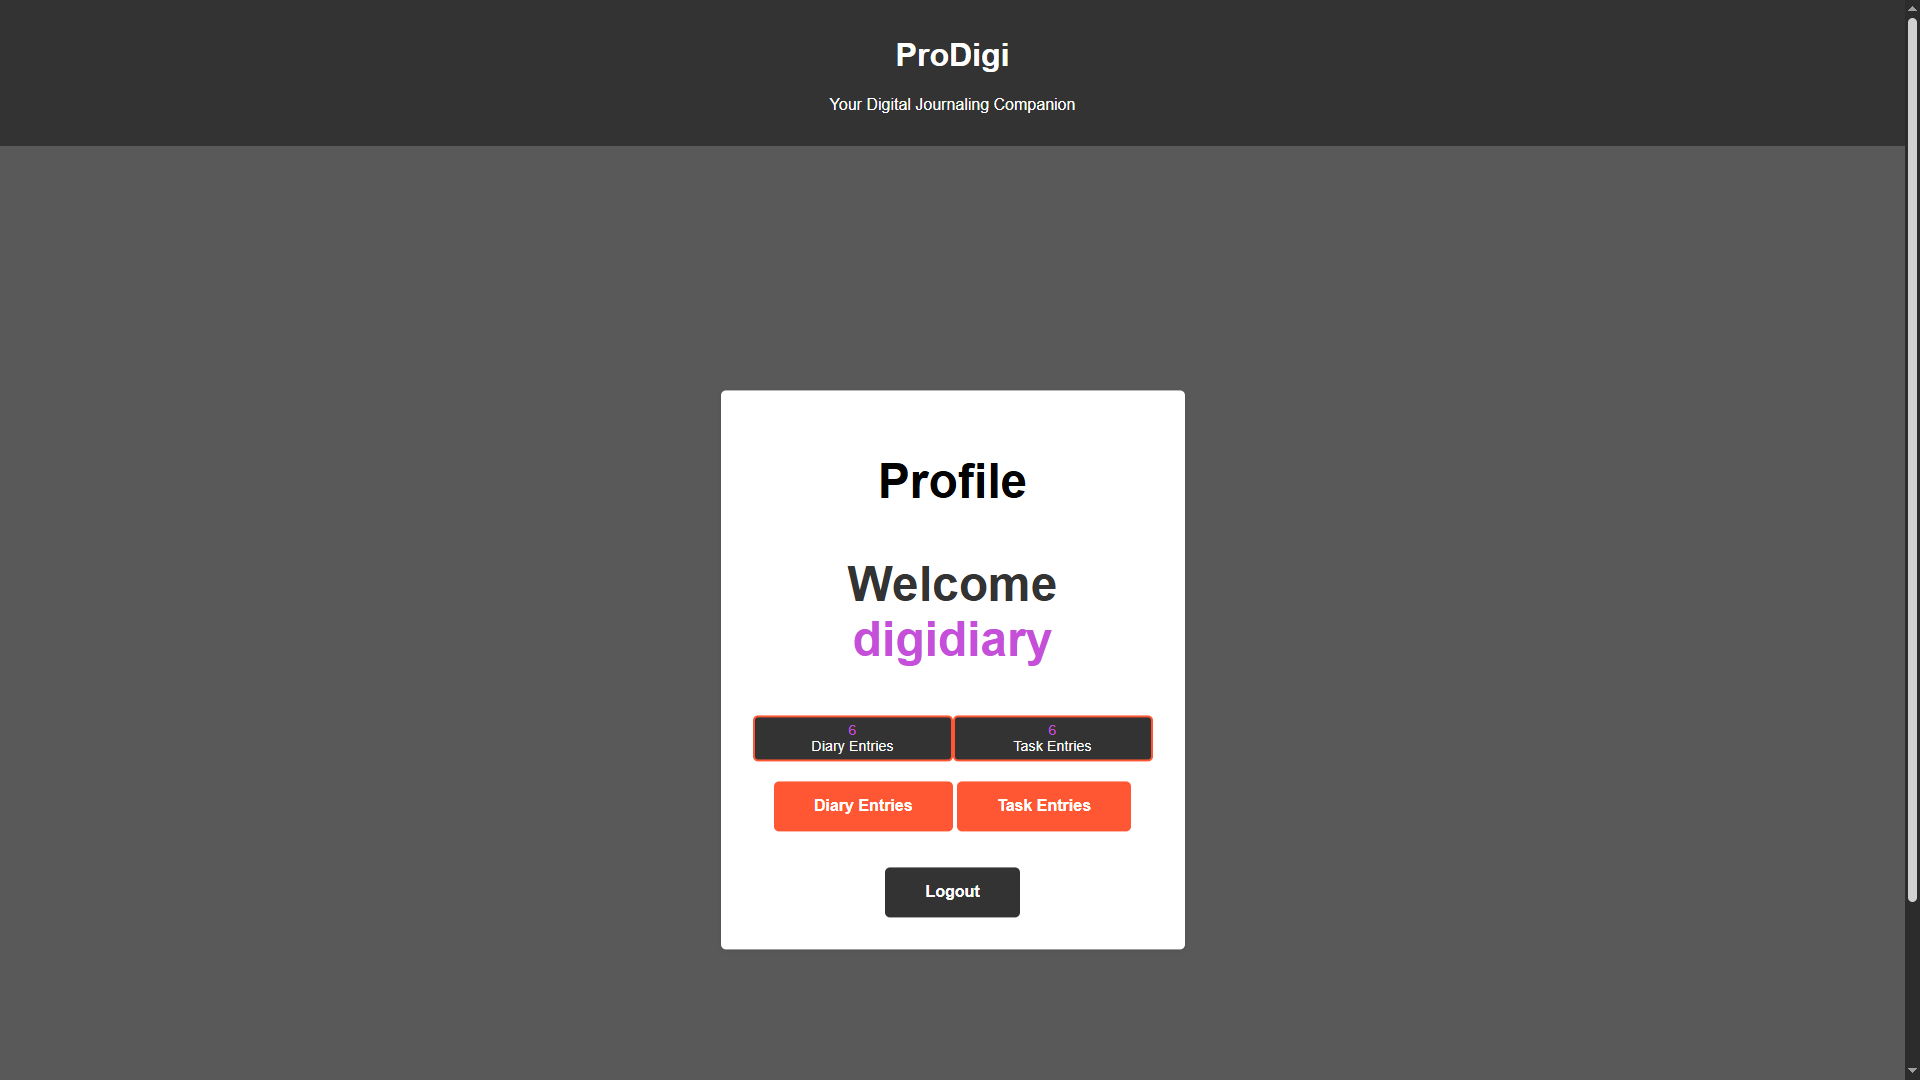 ProDigi
Your Digital Journaling Companion
Profile
Welcome
digidiary
6
Diary Entries
6
Task Entries
Diary Entries
Task Entries
Logout